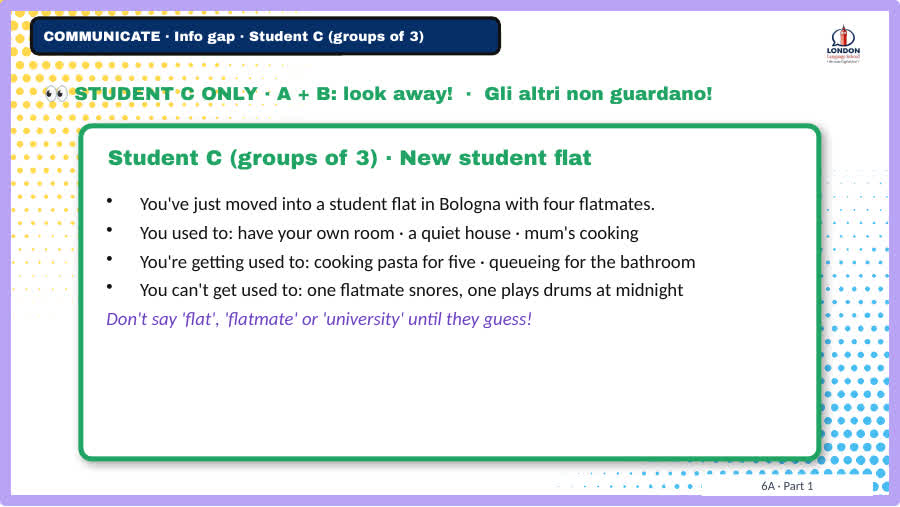 COMMUNICATE · Info gap · Student C (groups of 3)
LONDON
Language School
👀 STUDENT C ONLY · A + B: look away!  ·  Gli altri non guardano!
Student C (groups of 3) · New student flat
• You've just moved into a student flat in Bologna with four flatmates.
• You used to: have your own room · a quiet house · mum's cooking
• You're getting used to: cooking pasta for five · queueing for the bathroom
• You can't get used to: one flatmate snores, one plays drums at midnight
Don't say 'flat', 'flatmate' or 'university' until they guess!
6A · Part 1